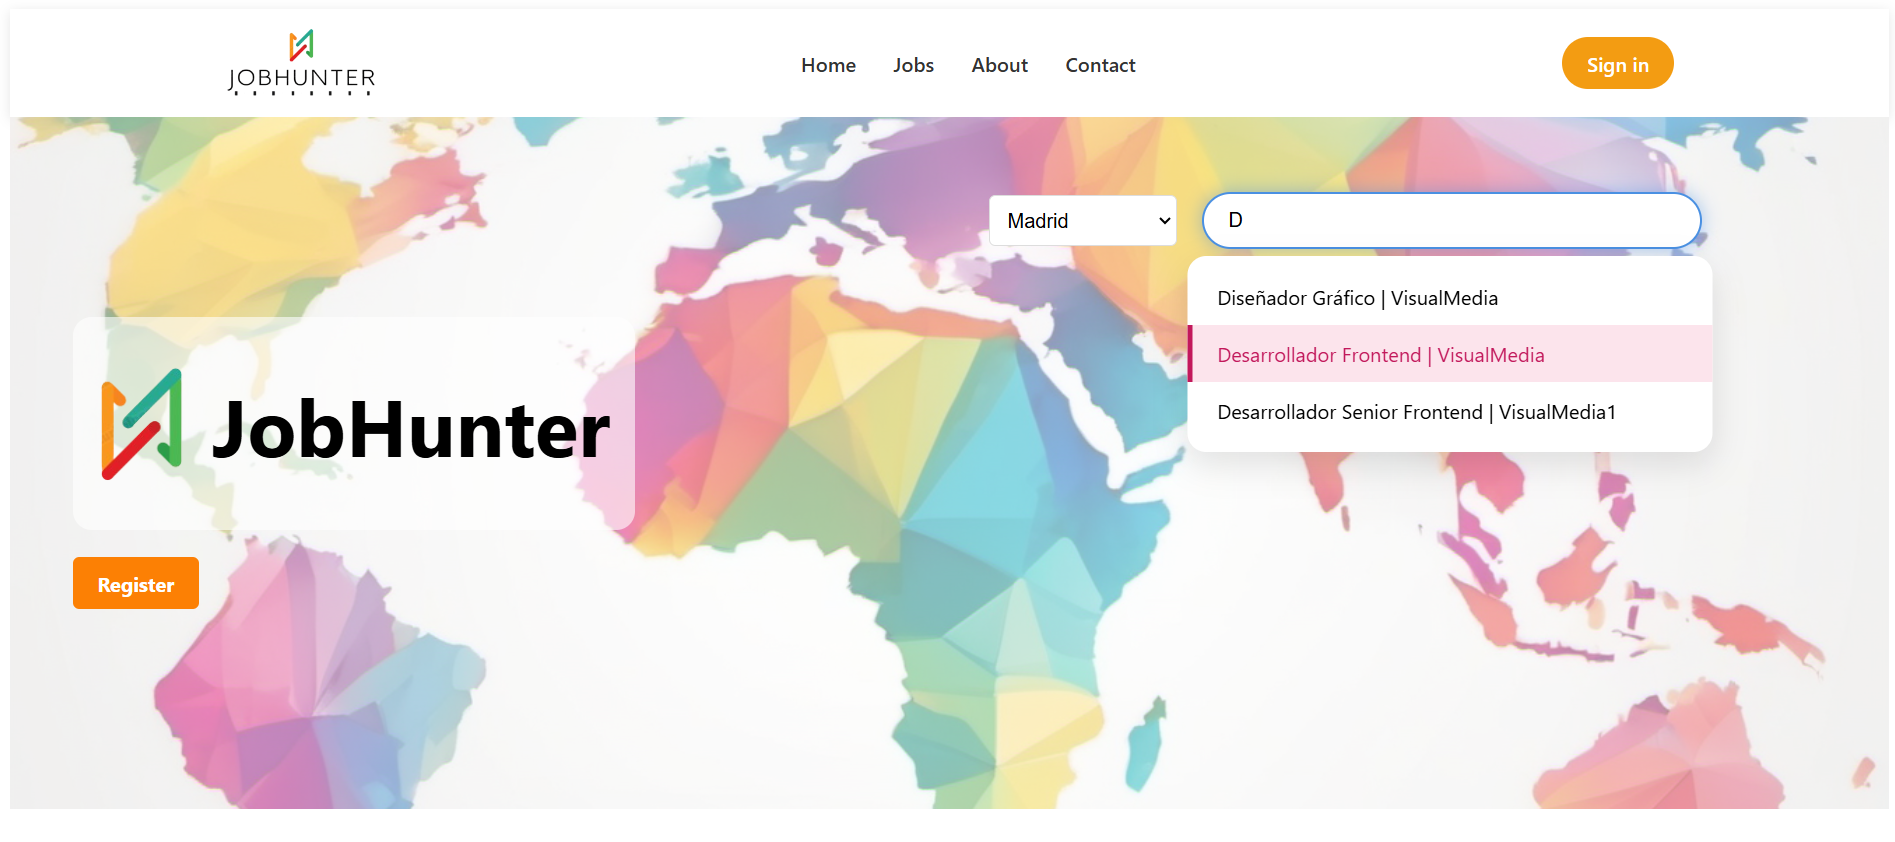 JOBHUNTER
Home
Jobs
About
Contact
Sign in
Madrid
D
Diseñador Gráfico | VisualMedia
Desarrollador Frontend | VisualMedia
Desarrollador Senior Frontend | VisualMedia1
JobHunter
Register